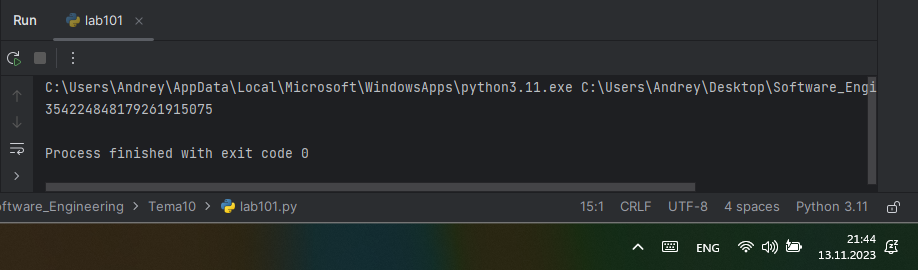 Run lab101
C:\Users\Andrey\AppData\Local\Microsoft\WindowsApps\python3.11.exe C:\Users\Andrey\Desktop\Software_Engi
354224848179261915075
Process finished with exit code 0
oftware_Engineering > Tema10 > lab101.py 15:1 CRLF UTF-8 4 spaces Python 3.11
ENG 21:44
13.11.2023